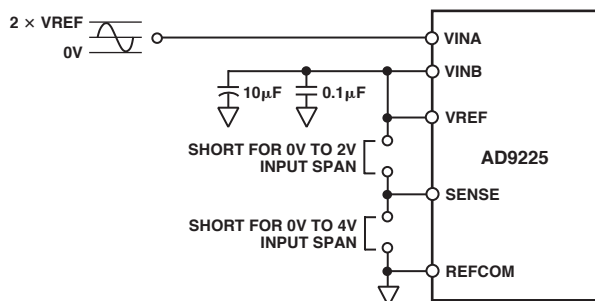 2 × VREF
0V
VINA
VINB
10μF
0.1μF
VREF
SHORT FOR 0V TO 2V
INPUT SPAN
AD9225
SENSE
SHORT FOR 0V TO 4V
INPUT SPAN
REFCOM